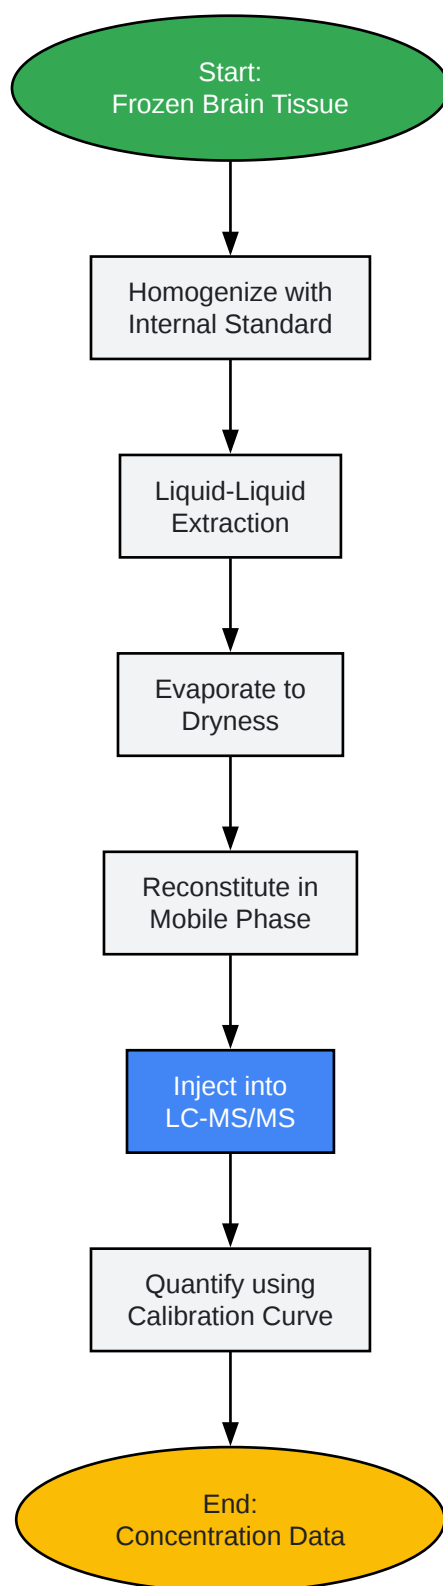 Start:
Frozen Brain Tissue
Homogenize with
Internal Standard
Liquid-Liquid
Extraction
Evaporate to
Dryness
Reconstitute in
Mobile Phase
Inject into
LC-MS/MS
Quantify using
Calibration Curve
End:
Concentration Data